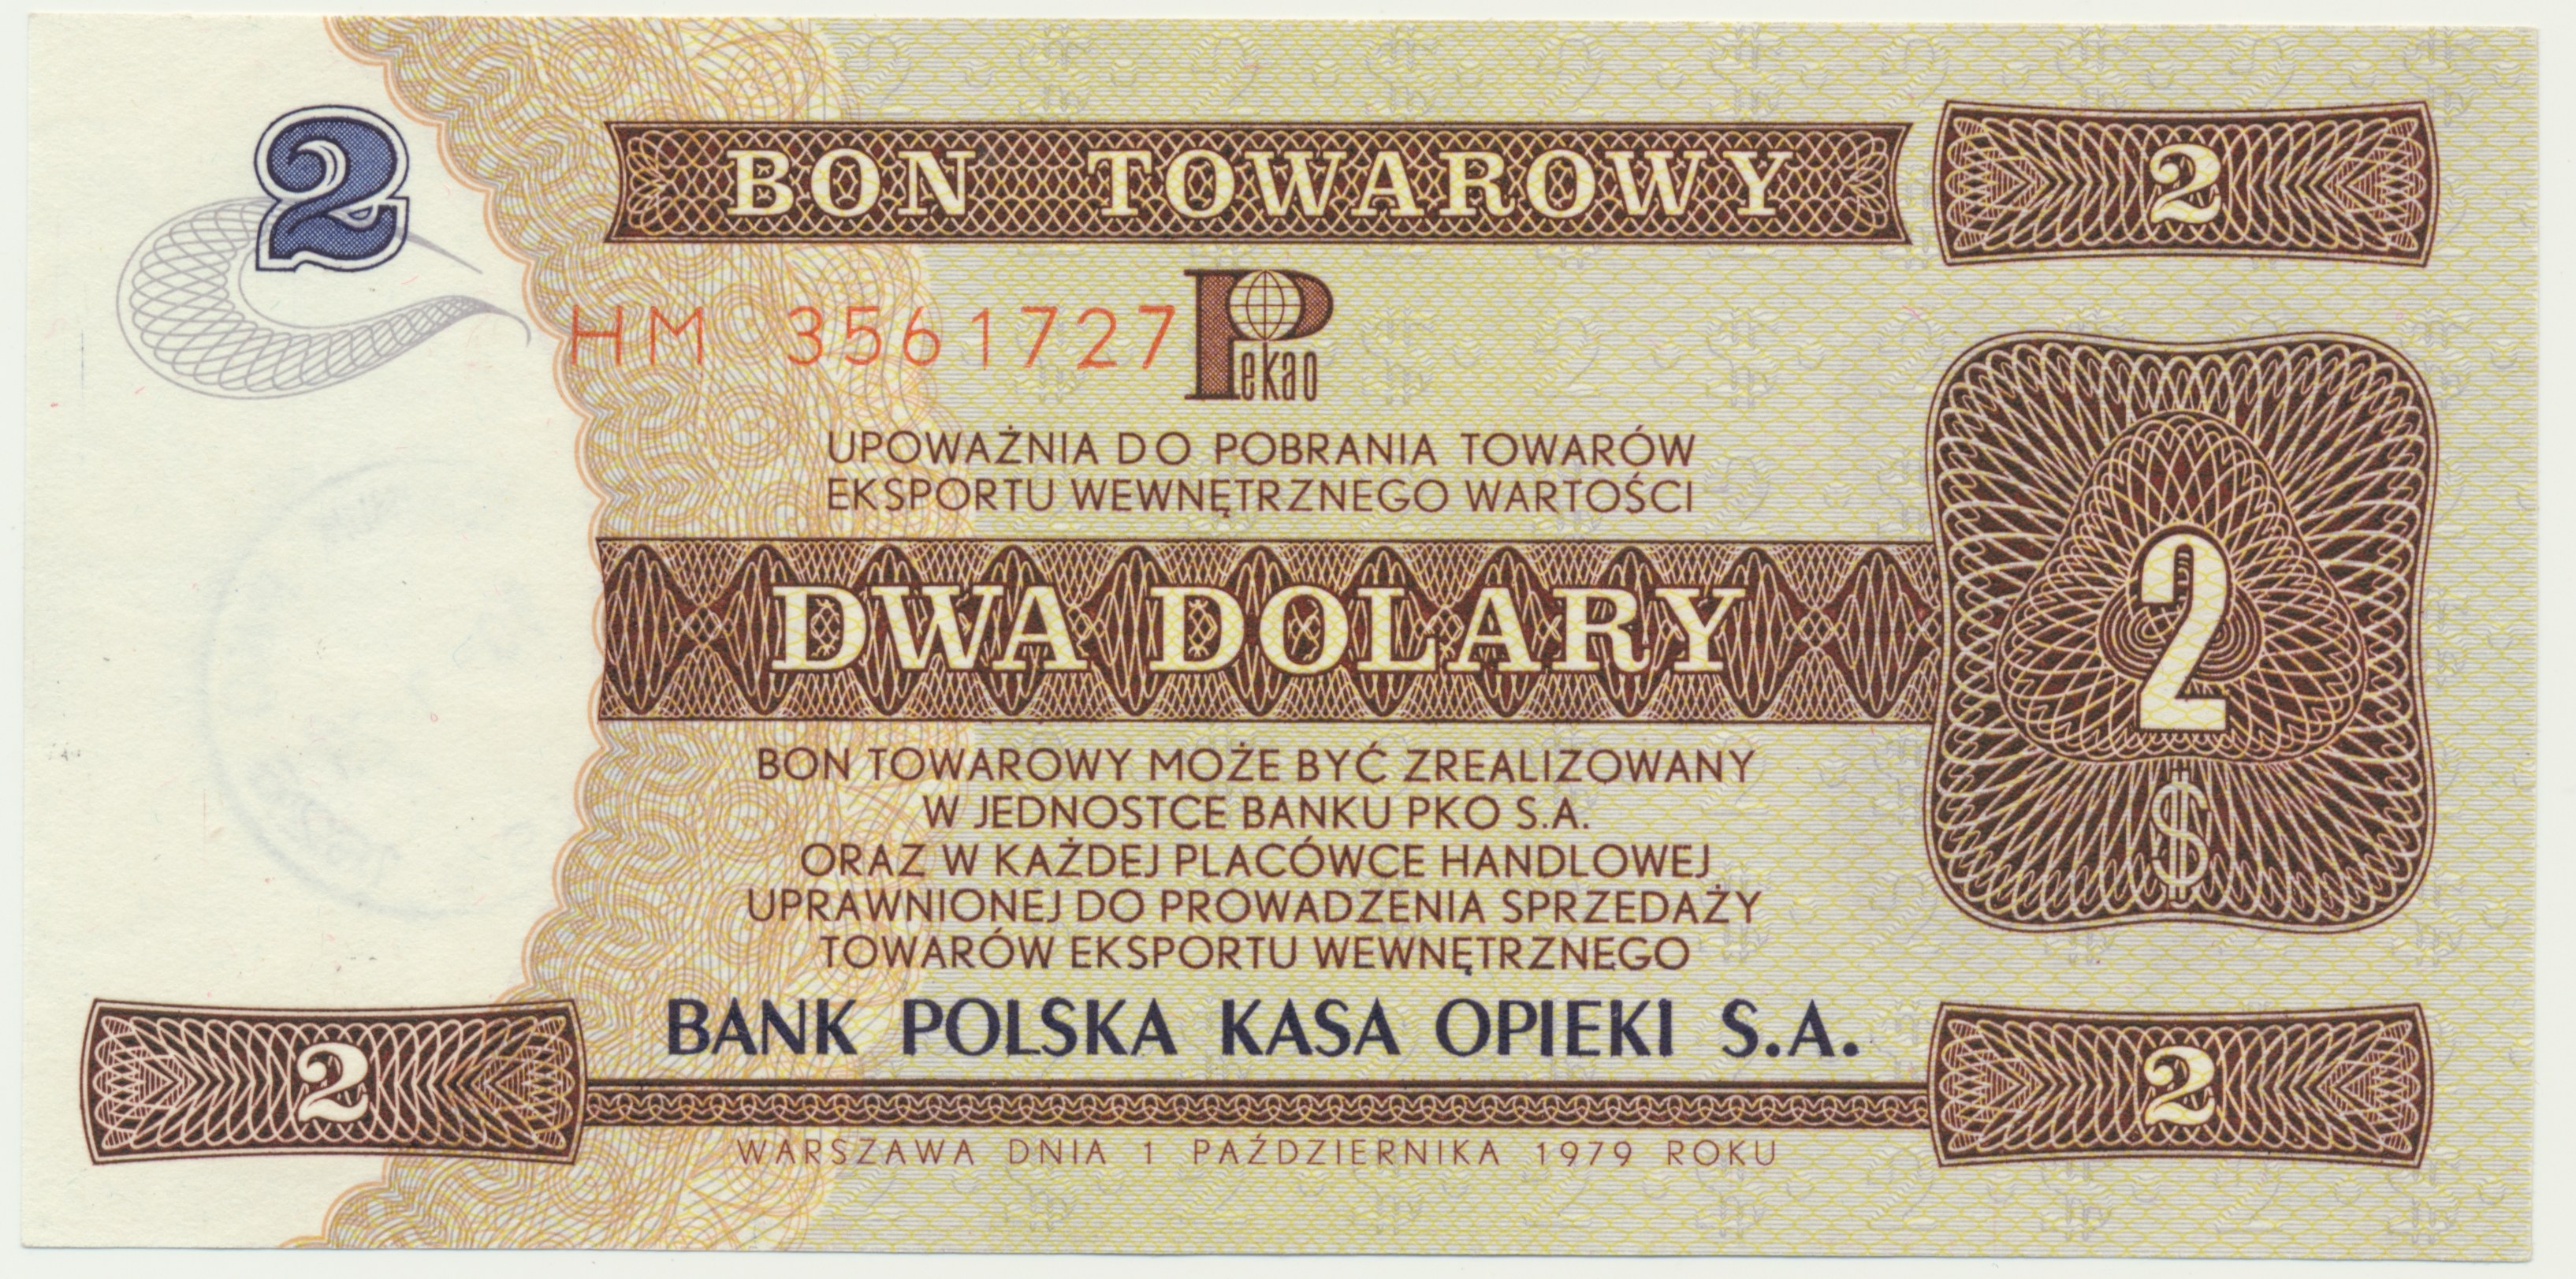 2
BON TOWAROWY
2
HM 3561727
Pekao
UPOWAŻNIA DO POBRANIA TOWARÓW
EKSPORTU WEWNĘTRZNEGO WARTOŚCI
DWA DOLARY
2
$
BON TOWAROWY MOŻE BYĆ ZREALIZOWANY
W JEDNOSTCE BANKU PKO S.A.
ORAZ W KAŻDEJ PLACÓWCE HANDLOWEJ
UPRAWNIONEJ DO PROWADZENIA SPRZEDAŻY
TOWARÓW EKSPORTU WEWNĘTRZNEGO
BANK POLSKA KASA OPIEKI S.A.
2
2
WARSZAWA DNIA 1 PAŹDZIERNIKA 1979 ROKU